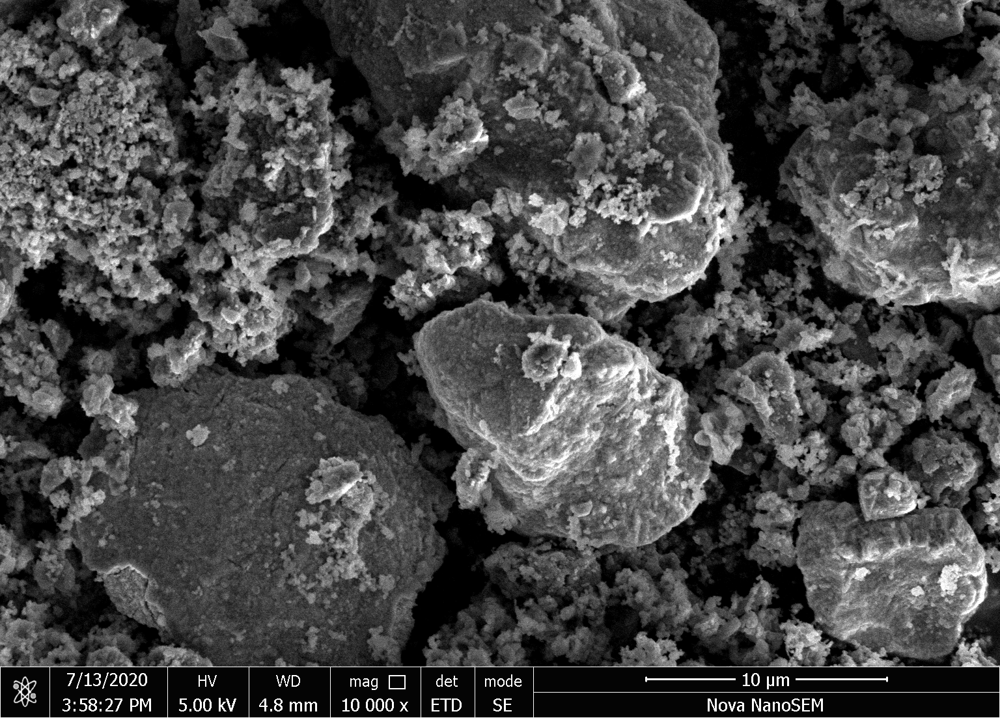 7/13/2020
3:58:27 PM
HV
5.00 kV
WD
4.8 mm
mag
10 000 x
det
ETD
mode
SE
10 µm
Nova NanoSEM